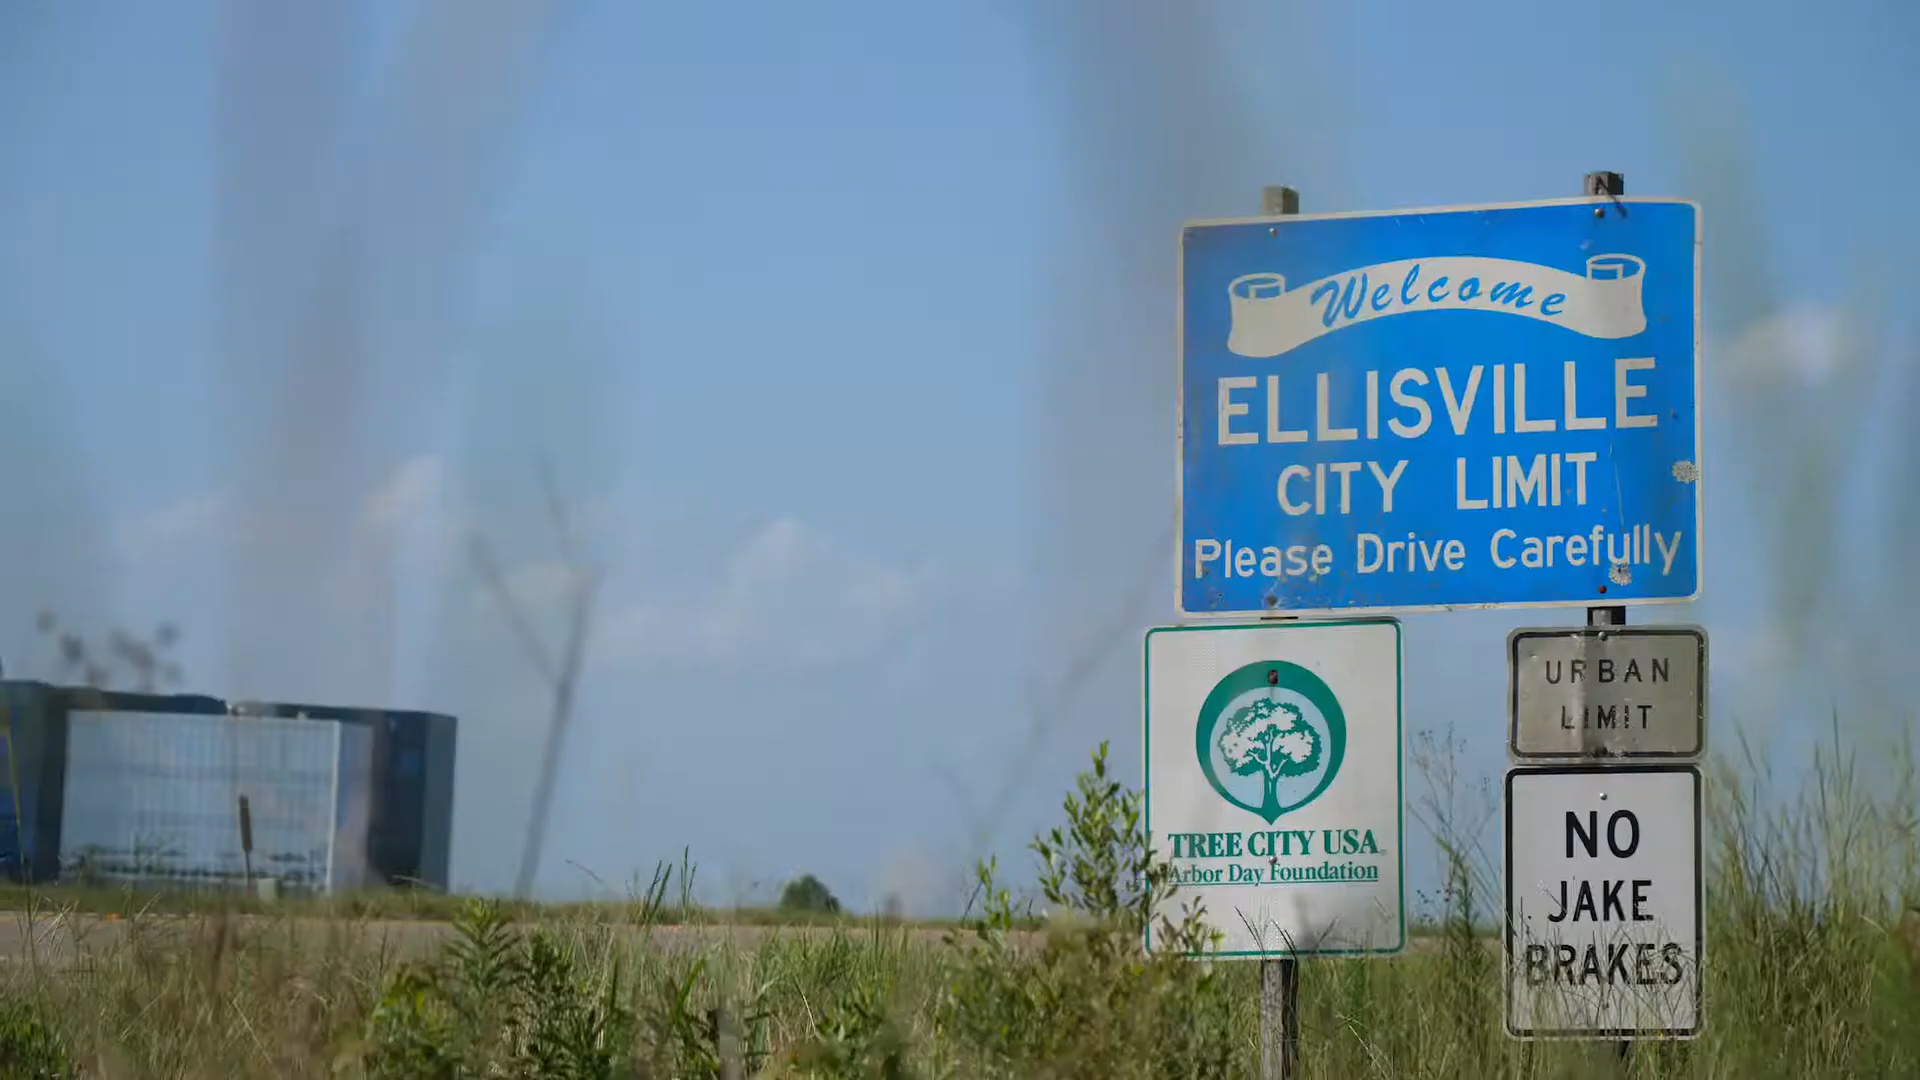 Welcome
ELLISVILLE
CITY LIMIT
Please Drive Carefully
TREE CITY USA
Arbor Day Foundation
URBAN
LIMIT
NO
JAKE
BRAKES